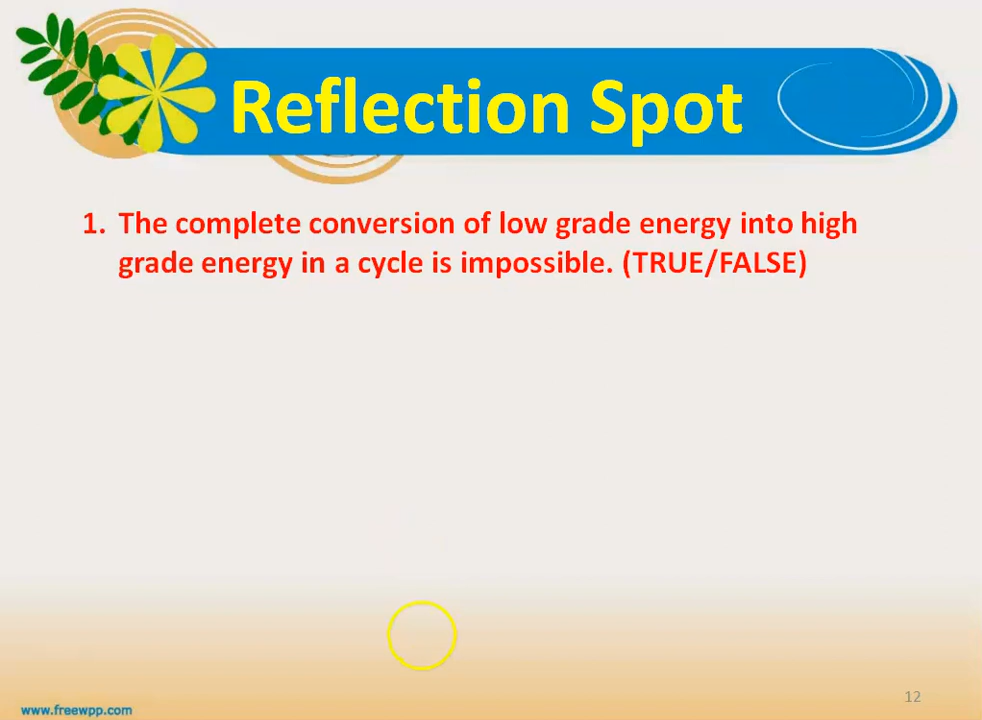 Reflection Spot
1. The complete conversion of low grade energy into high
grade energy in a cycle is impossible. (TRUE/FALSE)
www.freewpp.com
12